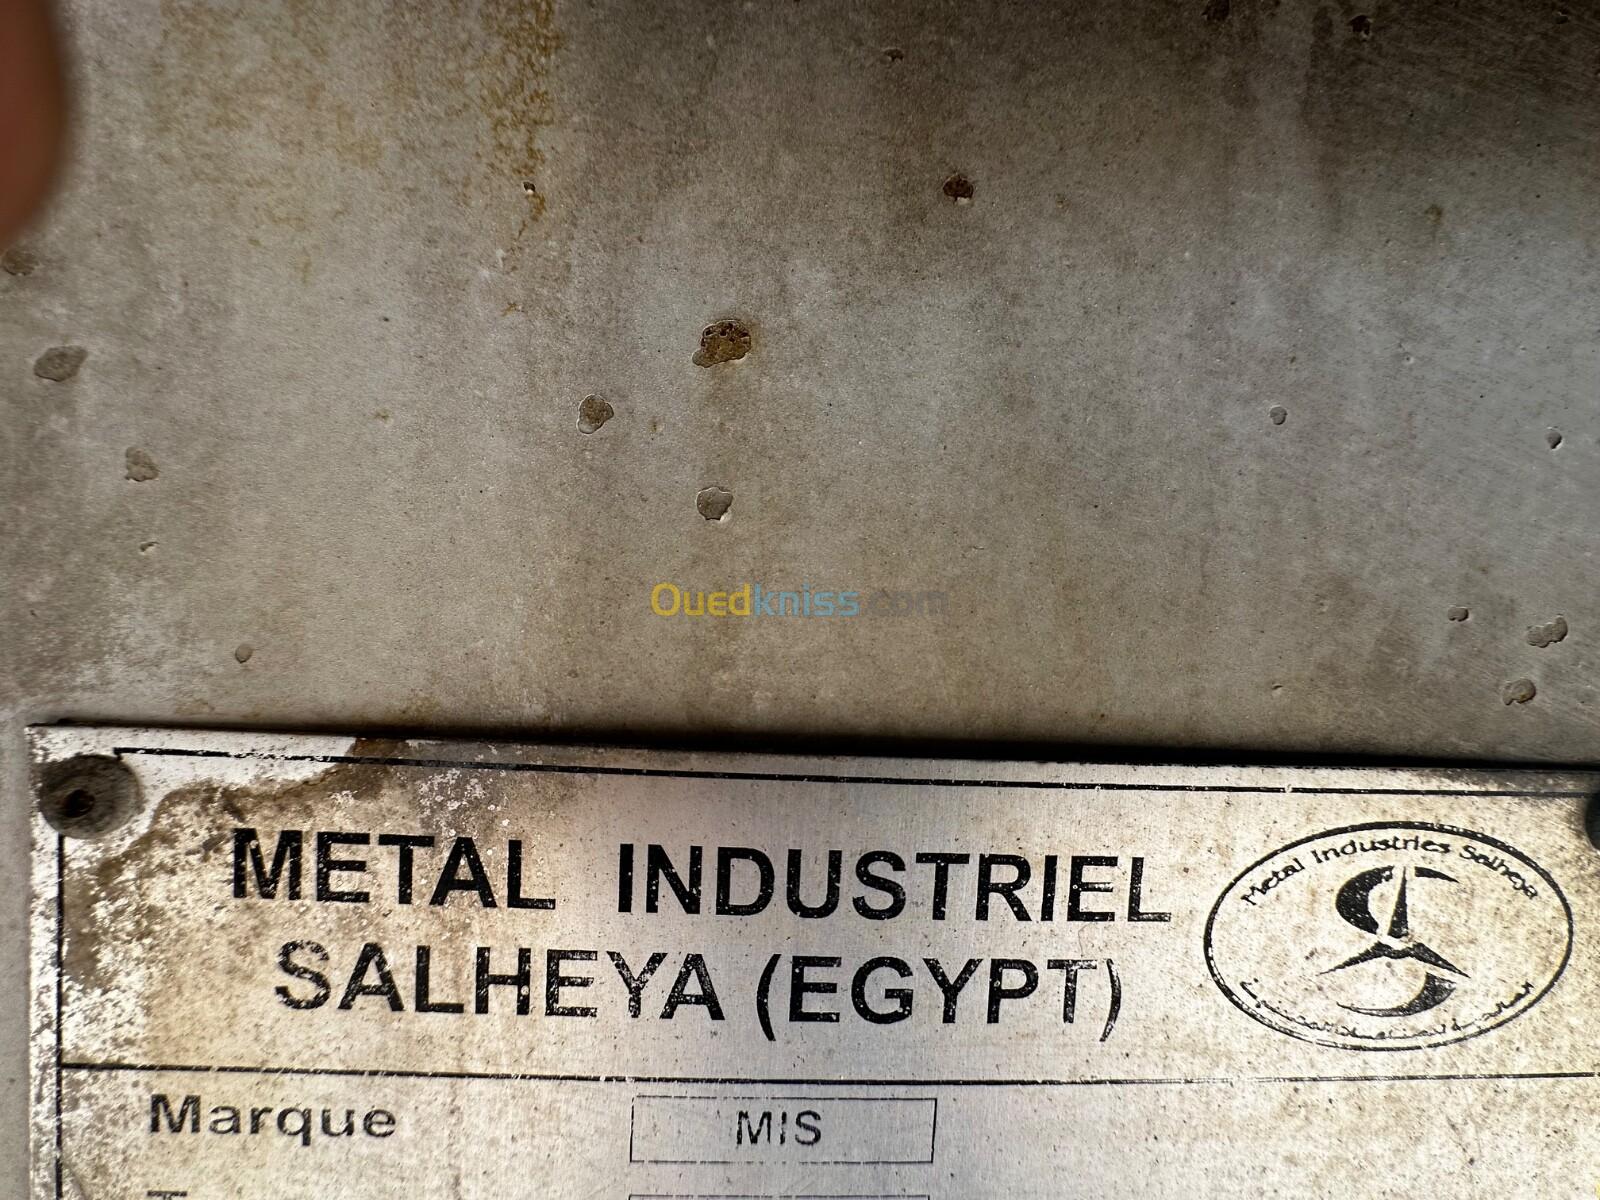 Ouedkniss.com
METAL INDUSTRIEL
SALHEYA (EGYPT)
Metal Industries Salheya
Marque
MIS